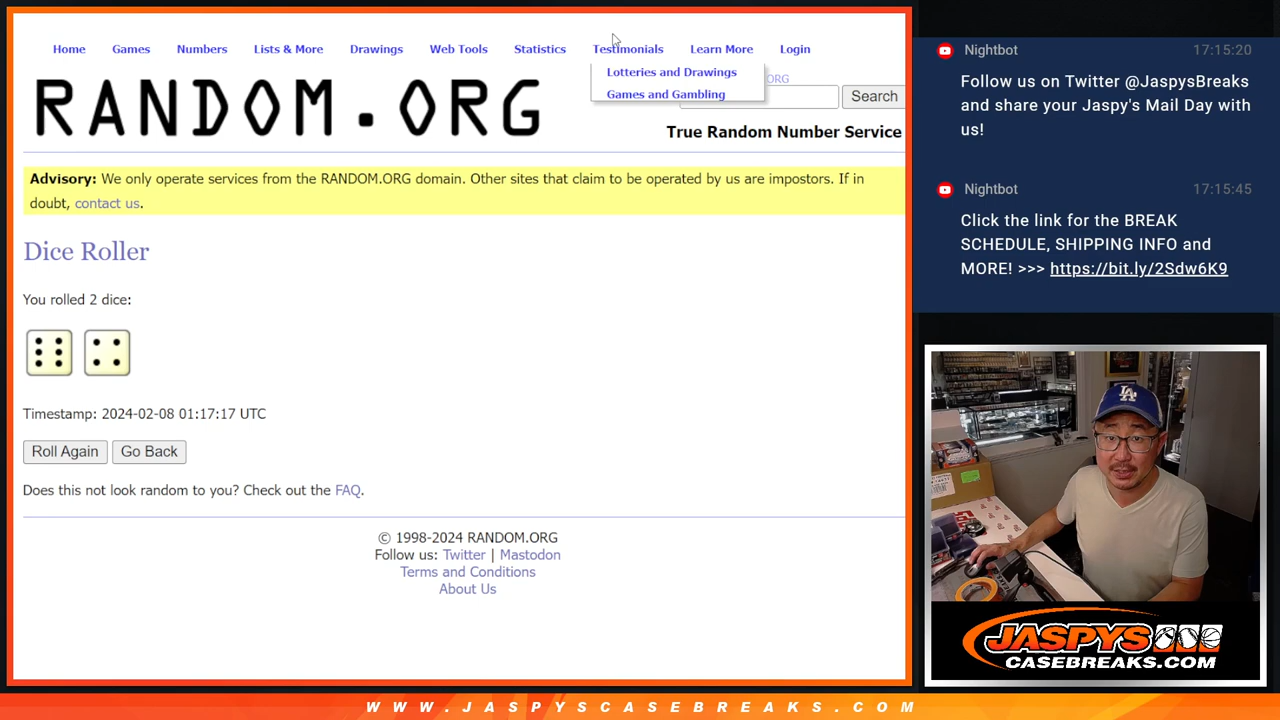 Home Games Numbers Lists & More Drawings Web Tools Statistics Testimonials Learn More Login
Lotteries and Drawings
Games and Gambling
ORG
Search
RANDOM.ORG
True Random Number Service
Advisory: We only operate services from the RANDOM.ORG domain. Other sites that claim to be operated by us are impostors. If in
doubt, contact us.
Dice Roller
You rolled 2 dice:
Timestamp: 2024-02-08 01:17:17 UTC
Roll Again Go Back
Does this not look random to you? Check out the FAQ.
© 1998-2024 RANDOM.ORG
Follow us: Twitter | Mastodon
Terms and Conditions
About Us
Nightbot 17:15:20
Follow us on Twitter @JaspysBreaks
and share your Jaspy's Mail Day with
us!
Nightbot 17:15:45
Click the link for the BREAK
SCHEDULE, SHIPPING INFO and
MORE! >>> https://bit.ly/2Sdw6K9
LA
JASPYS
CASEBREAKS.COM
WWW.JASPYSCASEBREAKS.COM